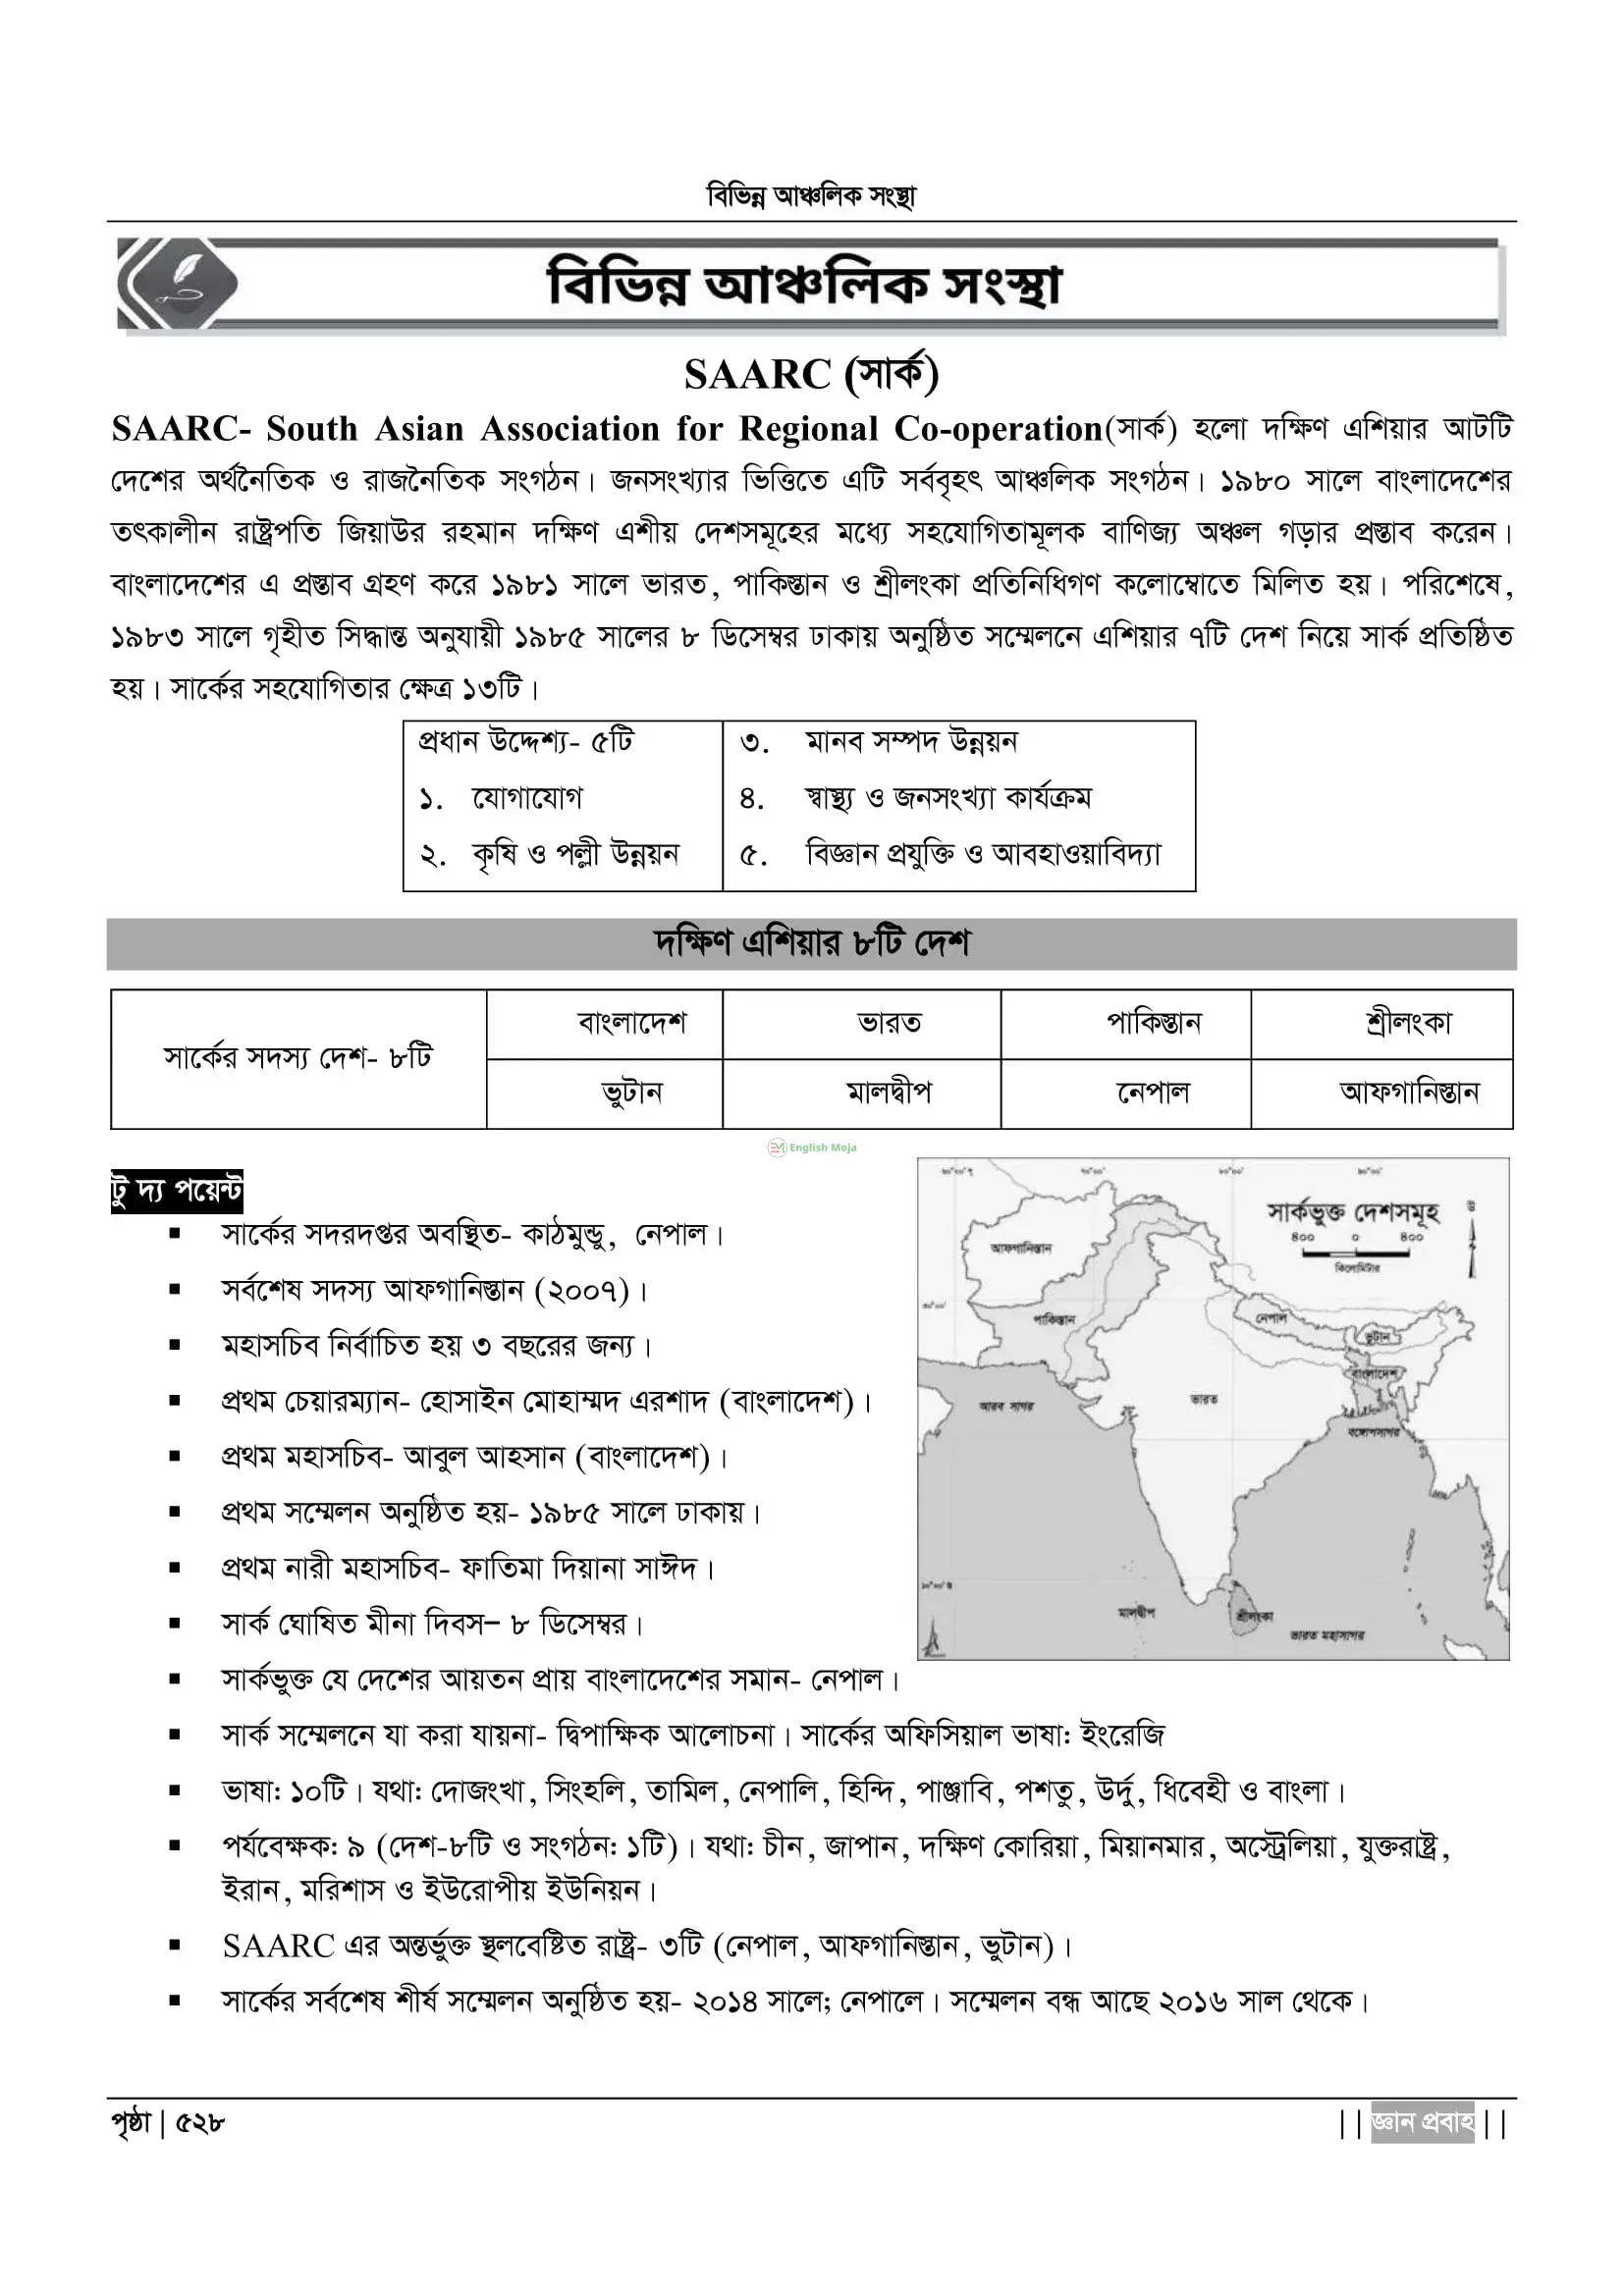 বিভিন্ন আঞ্চলিক সংস্থা
বিভিন্ন আঞ্চলিক সংস্থা
SAARC (সার্ক)
SAARC- South Asian Association for Regional Co-operation(সার্ক) হলো দক্ষিণ এশিয়ার আটটি
দেশের অর্থনৈতিক ও রাজনৈতিক সংগঠন। জনসংখ্যার ভিত্তিতে এটি সর্ববৃহৎ আঞ্চলিক সংগঠন। ১৯৮০ সালে বাংলাদেশের
তৎকালীন রাষ্ট্রপতি জিয়াউর রহমান দক্ষিণ এশীয় দেশসমূহের মধ্যে সহযোগিতামূলক বাণিজ্য অঞ্চল গড়ার প্রস্তাব করেন।
বাংলাদেশের এ প্রস্তাব গ্রহণ করে ১৯৮১ সালে ভারত, পাকিস্তান ও শ্রীলংকা প্রতিনিধিগণ কলোম্বোতে মিলিত হয়। পরিশেষে,
১৯৮৩ সালে গৃহীত সিদ্ধান্ত অনুযায়ী ১৯৮৫ সালের ৮ ডিসেম্বর ঢাকায় অনুষ্ঠিত সম্মেলনে এশিয়ার ৭টি দেশ নিয়ে সার্ক প্রতিষ্ঠিত
হয়। সার্কের সহযোগিতার ক্ষেত্র ১৩টি।
প্রধান উদ্দেশ্য- ৫টি
১. যোগাযোগ
২. কৃষি ও পল্লী উন্নয়ন
৩. মানব সম্পদ উন্নয়ন
৪. স্বাস্থ্য ও জনসংখ্যা কার্যক্রম
৫. বিজ্ঞান প্রযুক্তি ও আবহাওয়াবিদ্যা
দক্ষিণ এশিয়ার ৮টি দেশ
সার্কের সদস্য দেশ- ৮টি
বাংলাদেশ ভারত পাকিস্তান শ্রীলংকা
ভুটান মালদ্বীপ নেপাল আফগানিস্তান
English Moja
টু দ্য পয়েন্ট
▪ সার্কের সদরদপ্তর অবস্থিত- কাঠমুন্ডু, নেপাল।
▪ সর্বশেষ সদস্য আফগানিস্তান (২০০৭)।
▪ মহাসচিব নির্বাচিত হয় ৩ বছরের জন্য।
▪ প্রথম চেয়ারম্যান- হোসাইন মোহাম্মদ এরশাদ (বাংলাদেশ)।
▪ প্রথম মহাসচিব- আবুল আহসান (বাংলাদেশ)।
▪ প্রথম সম্মেলন অনুষ্ঠিত হয়- ১৯৮৫ সালে ঢাকায়।
▪ প্রথম নারী মহাসচিব- ফাতিমা দিয়ানা সাঈদ।
▪ সার্ক ঘোষিত মীনা দিবস– ৮ ডিসেম্বর।
▪ সার্কভুক্ত যে দেশের আয়তন প্রায় বাংলাদেশের সমান- নেপাল।
▪ সার্ক সম্মেলনে যা করা যায়না- দ্বিপাক্ষিক আলোচনা। সার্কের অফিসিয়াল ভাষা: ইংরেজি
▪ ভাষা: ১০টি। যথা: দোজংখা, সিংহলি, তামিল, নেপালি, হিন্দি, পাঞ্জাবি, পশতু, উর্দু, ধিবেহী ও বাংলা।
▪ পর্যবেক্ষক: ৯ (দেশ-৮টি ও সংগঠন: ১টি)। যথা: চীন, জাপান, দক্ষিণ কোরিয়া, মিয়ানমার, অস্ট্রেলিয়া, যুক্তরাষ্ট্র,
ইরান, মরিশাস ও ইউরোপীয় ইউনিয়ন।
▪ SAARC এর অন্তর্ভুক্ত স্থলবেষ্টিত রাষ্ট্র- ৩টি (নেপাল, আফগানিস্তান, ভুটান)।
▪ সার্কের সর্বশেষ শীর্ষ সম্মেলন অনুষ্ঠিত হয়- ২০১৪ সালে; নেপালে। সম্মেলন বন্ধ আছে ২০১৬ সাল থেকে।
সার্কভুক্ত দেশসমূহ
উ
৪০০ ০ ৪০০
কিলোমিটার
আফগানিস্তান
পাকিস্তান
নেপাল
ভুটান
বাংলাদেশ
ভারত
আরব সাগর
বঙ্গোপসাগর
মালদ্বীপ
শ্রীলংকা
ভারত মহাসাগর
পৃষ্ঠা | ৫২৮
|| জ্ঞান প্রবাহ ||